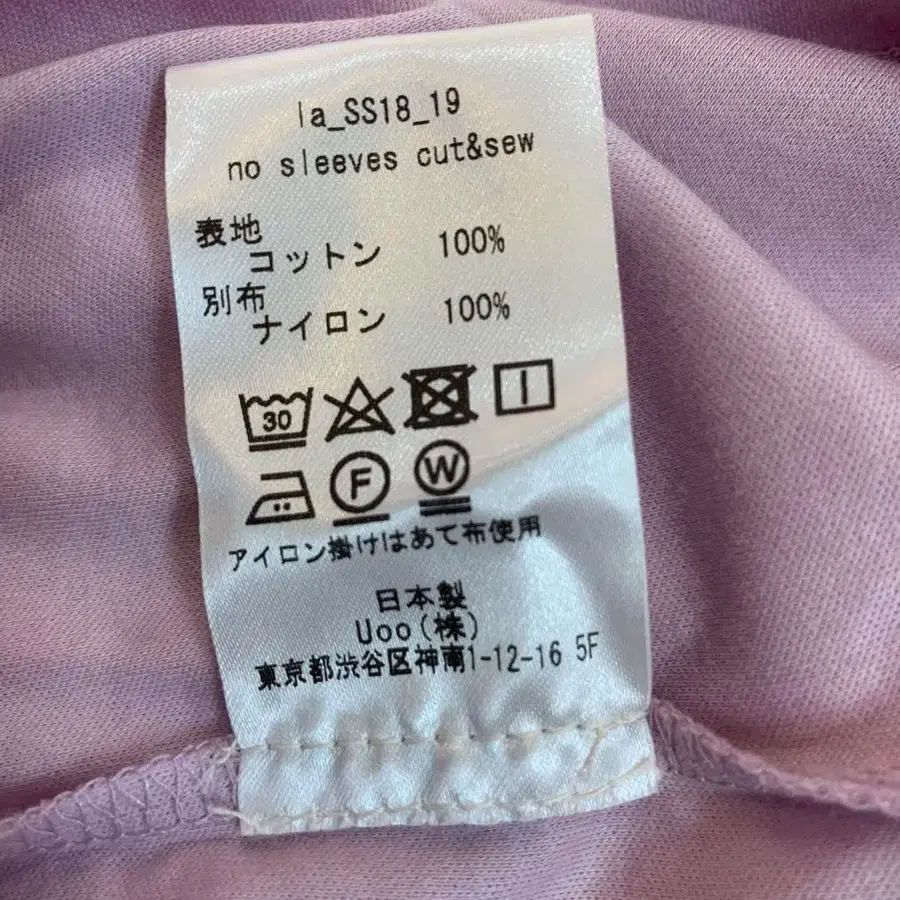 la_SS18_19
no sleeves cut&sew
表地
コットン 100%
別布
ナイロン 100%
30
F W
アイロン掛けはあて布使用
日本製
Uoo(株)
東京都渋谷区神南1-12-16 5F